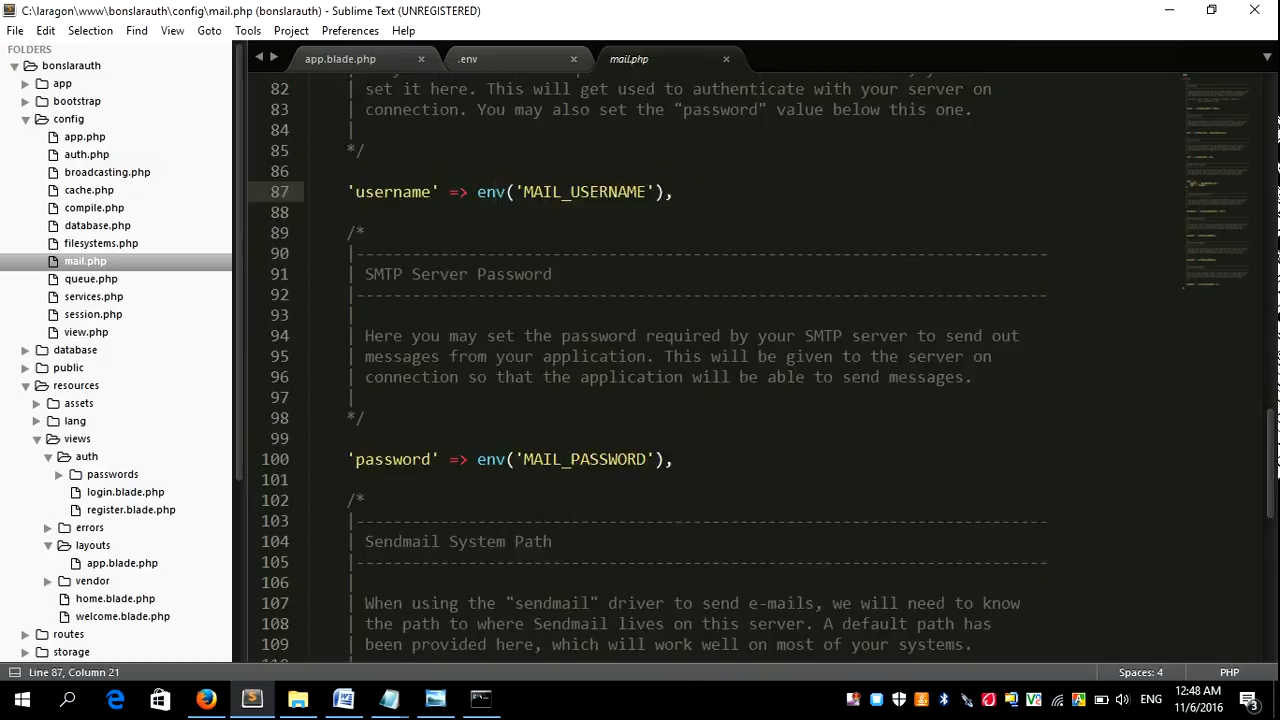 C:\laragon\www\bonslarauth\config\mail.php (bonslarauth) - Sublime Text (UNREGISTERED)
File Edit Selection Find View Goto Tools Project Preferences Help
FOLDERS
bonslarauth
app
bootstrap
config
app.php
auth.php
broadcasting.php
cache.php
compile.php
database.php
filesystems.php
mail.php
queue.php
services.php
session.php
view.php
database
public
resources
assets
lang
views
auth
passwords
login.blade.php
register.blade.php
errors
layouts
app.blade.php
vendor
home.blade.php
welcome.blade.php
routes
storage
app.blade.php .env mail.php
82 | set it here. This will get used to authenticate with your server on
83 | connection. You may also set the "password" value below this one.
84 |
85 */
86
87 'username' => env('MAIL_USERNAME'),
88
89 /*
90 |--------------------------------------------------------------------------
91 | SMTP Server Password
92 |--------------------------------------------------------------------------
93 |
94 | Here you may set the password required by your SMTP server to send out
95 | messages from your application. This will be given to the server on
96 | connection so that the application will be able to send messages.
97 |
98 */
99
100 'password' => env('MAIL_PASSWORD'),
101
102 /*
103 |--------------------------------------------------------------------------
104 | Sendmail System Path
105 |--------------------------------------------------------------------------
106 |
107 | When using the "sendmail" driver to send e-mails, we will need to know
108 | the path to where Sendmail lives on this server. A default path has
109 | been provided here, which will work well on most of your systems.
Line 87, Column 21 Spaces: 4 PHP
ENG 12:48 AM
11/6/2016